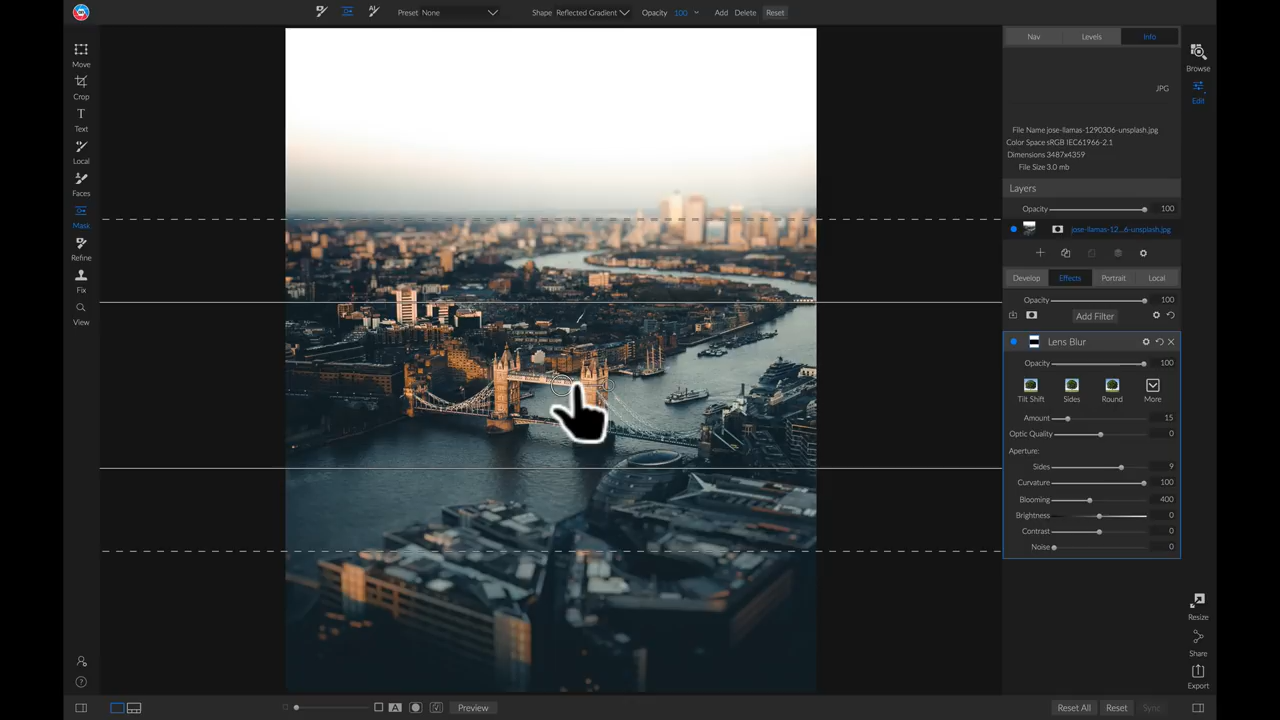 Preset None
Shape Reflected Gradient
Opacity 100
Add
Delete
Reset
Move
Crop
T
Text
Local
Faces
Mask
Refine
Fix
View
Nav
Levels
Info
JPG
File Name jose-llamas-1290306-unsplash.jpg
Color Space sRGB IEC61966-2.1
Dimensions 3487x4359
File Size 3.0 mb
Layers
Opacity 100
jose-llamas-12...6-unsplash.jpg
Develop
Effects
Portrait
Local
Opacity 100
Add Filter
Lens Blur
Opacity 100
Tilt Shift
Sides
Round
More
Amount 15
Optic Quality 0
Aperture:
Sides 9
Curvature 100
Blooming 400
Brightness 0
Contrast 0
Noise 0
Browse
Edit
Resize
Share
Export
A
Preview
Reset All
Reset
Sync